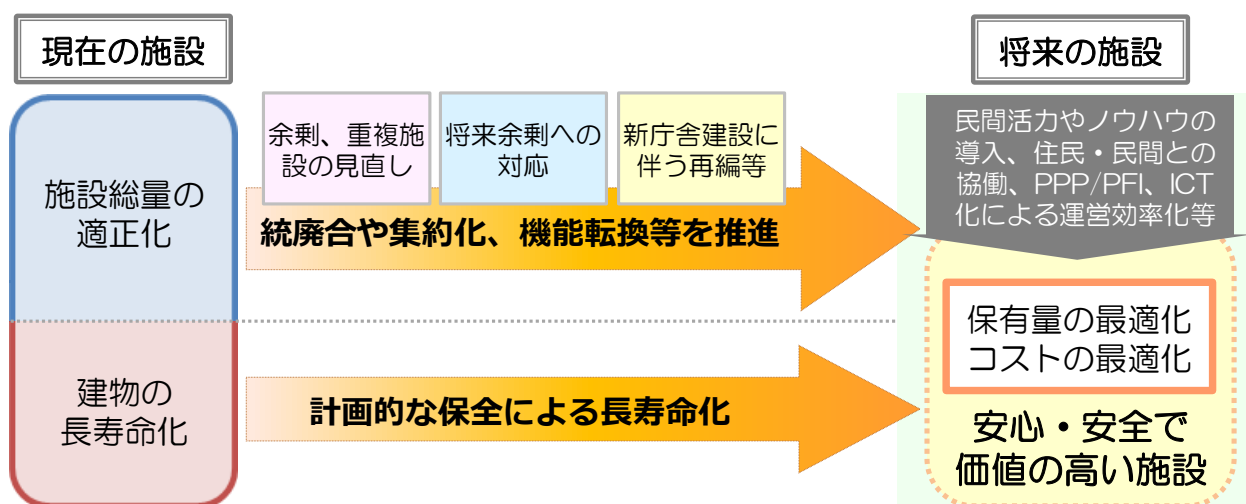 現在の施設
施設総量の
適正化
建物の
長寿命化
余剰、重複施
設の見直し
将来余剰への
対応
新庁舎建設に
伴う再編等
統廃合や集約化、機能転換等を推進
計画的な保全による長寿命化
将来の施設
民間活力やノウハウの
導入、住民・民間との
協働、PPP/PFI、ICT
化による運営効率化等
保有量の最適化
コストの最適化
安心・安全で
価値の高い施設